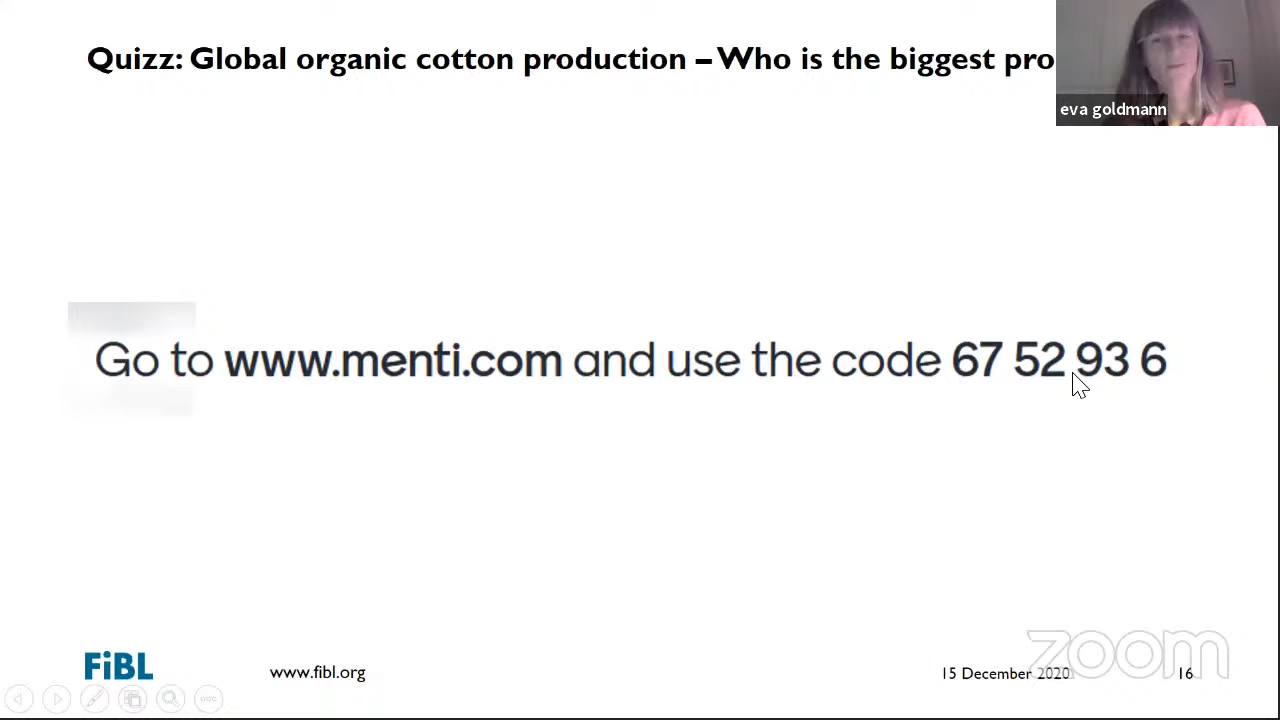 Quizz: Global organic cotton production – Who is the biggest pro
eva goldmann
Go to www.menti.com and use the code 67 52 93 6
FiBL
www.fibl.org
15 December 2020
16
zoom